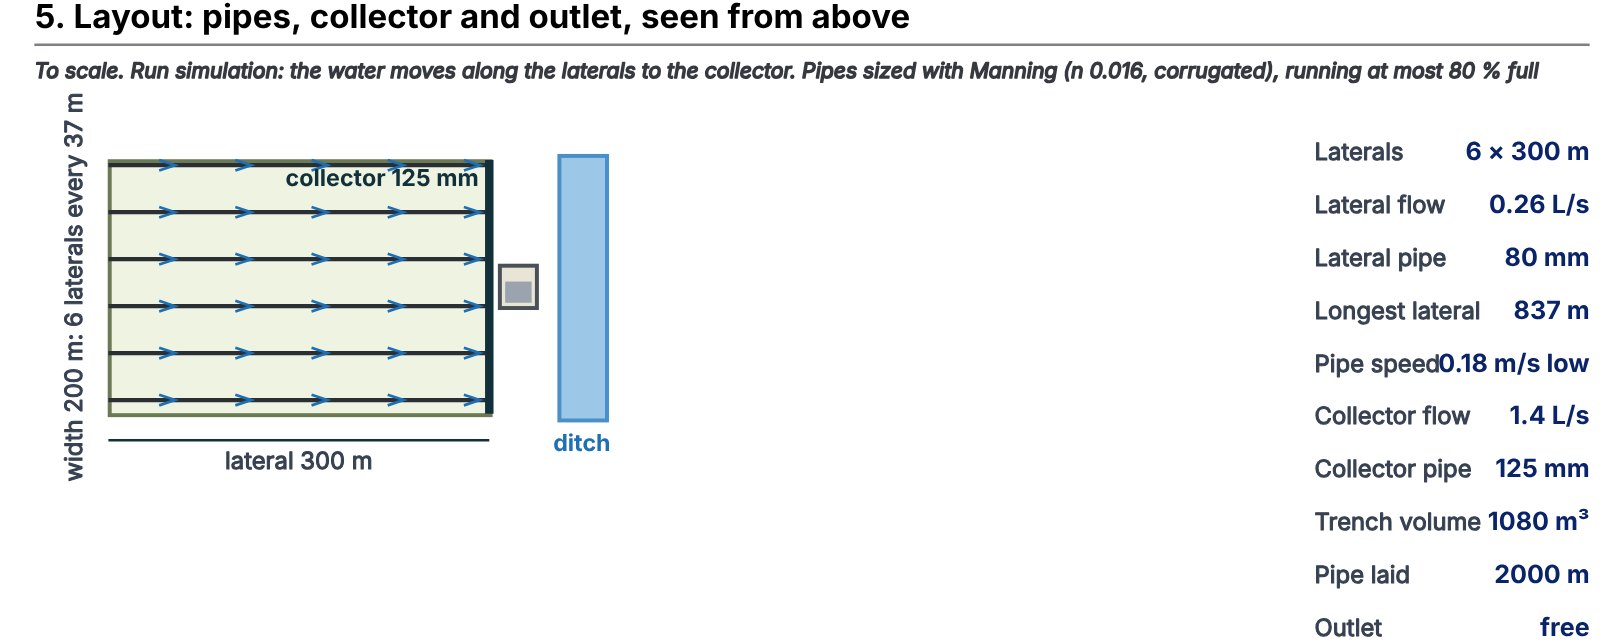 5. Layout: pipes, collector and outlet, seen from above
To scale. Run simulation: the water moves along the laterals to the collector. Pipes sized with Manning (n 0.016, corrugated), running at most 80 % full
width 200 m: 6 laterals every 37 m
collector 125 mm
lateral 300 m
ditch
Laterals 6 × 300 m
Lateral flow 0.26 L/s
Lateral pipe 80 mm
Longest lateral 837 m
Pipe speed 0.18 m/s low
Collector flow 1.4 L/s
Collector pipe 125 mm
Trench volume 1080 m³
Pipe laid 2000 m
Outlet free